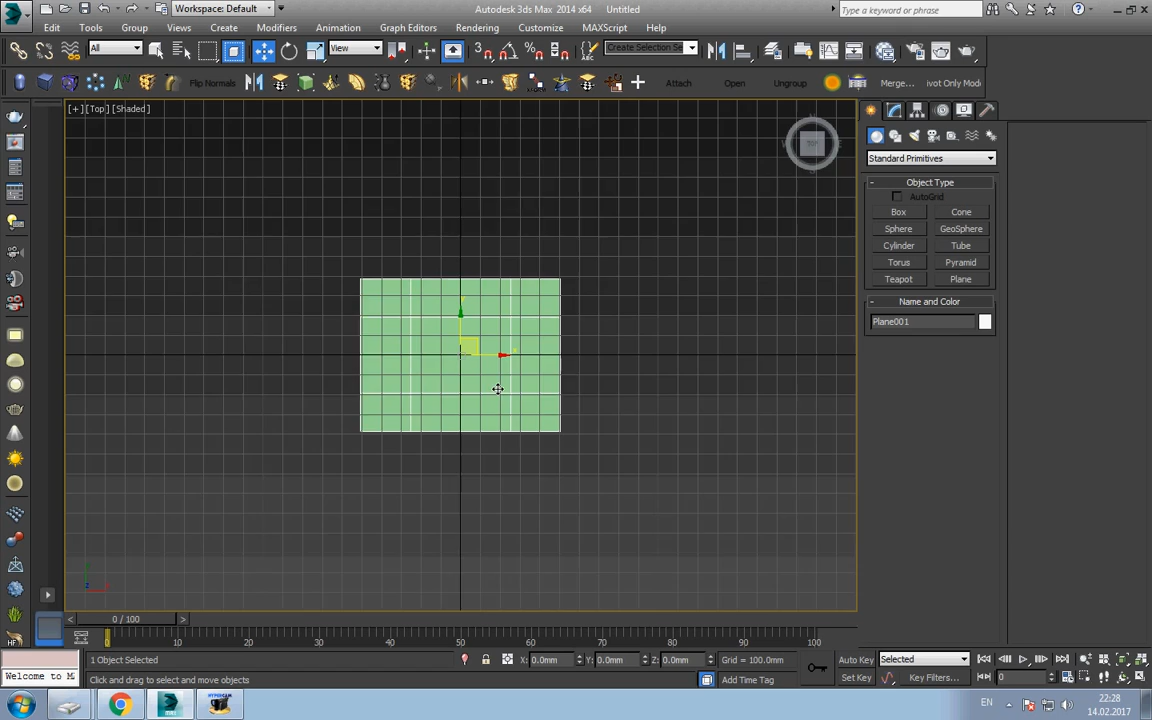 Workspace: Default
Autodesk 3ds Max 2014 x64
Untitled
Type a keyword or phrase
Edit
Tools
Group
Views
Create
Modifiers
Animation
Graph Editors
Rendering
Customize
MAXScript
Help
All
View
Create Selection Se
Flip Normals
Attach
Open
Ungroup
Merge...
ivot Only Modi
[+] [Top] [Shaded]
Standard Primitives
Object Type
AutoGrid
Box
Cone
Sphere
GeoSphere
Cylinder
Tube
Torus
Pyramid
Teapot
Plane
Name and Color
Plane001
HF
0 / 100
0
10
20
30
40
50
60
70
80
90
100
1 Object Selected
X: 0.0mm
Y: 0.0mm
Z: 0.0mm
Grid = 100.0mm
Auto Key
Selected
Welcome to M
Click and drag to select and move objects
Add Time Tag
Set Key
Key Filters...
0
EN
22:28
14.02.2017